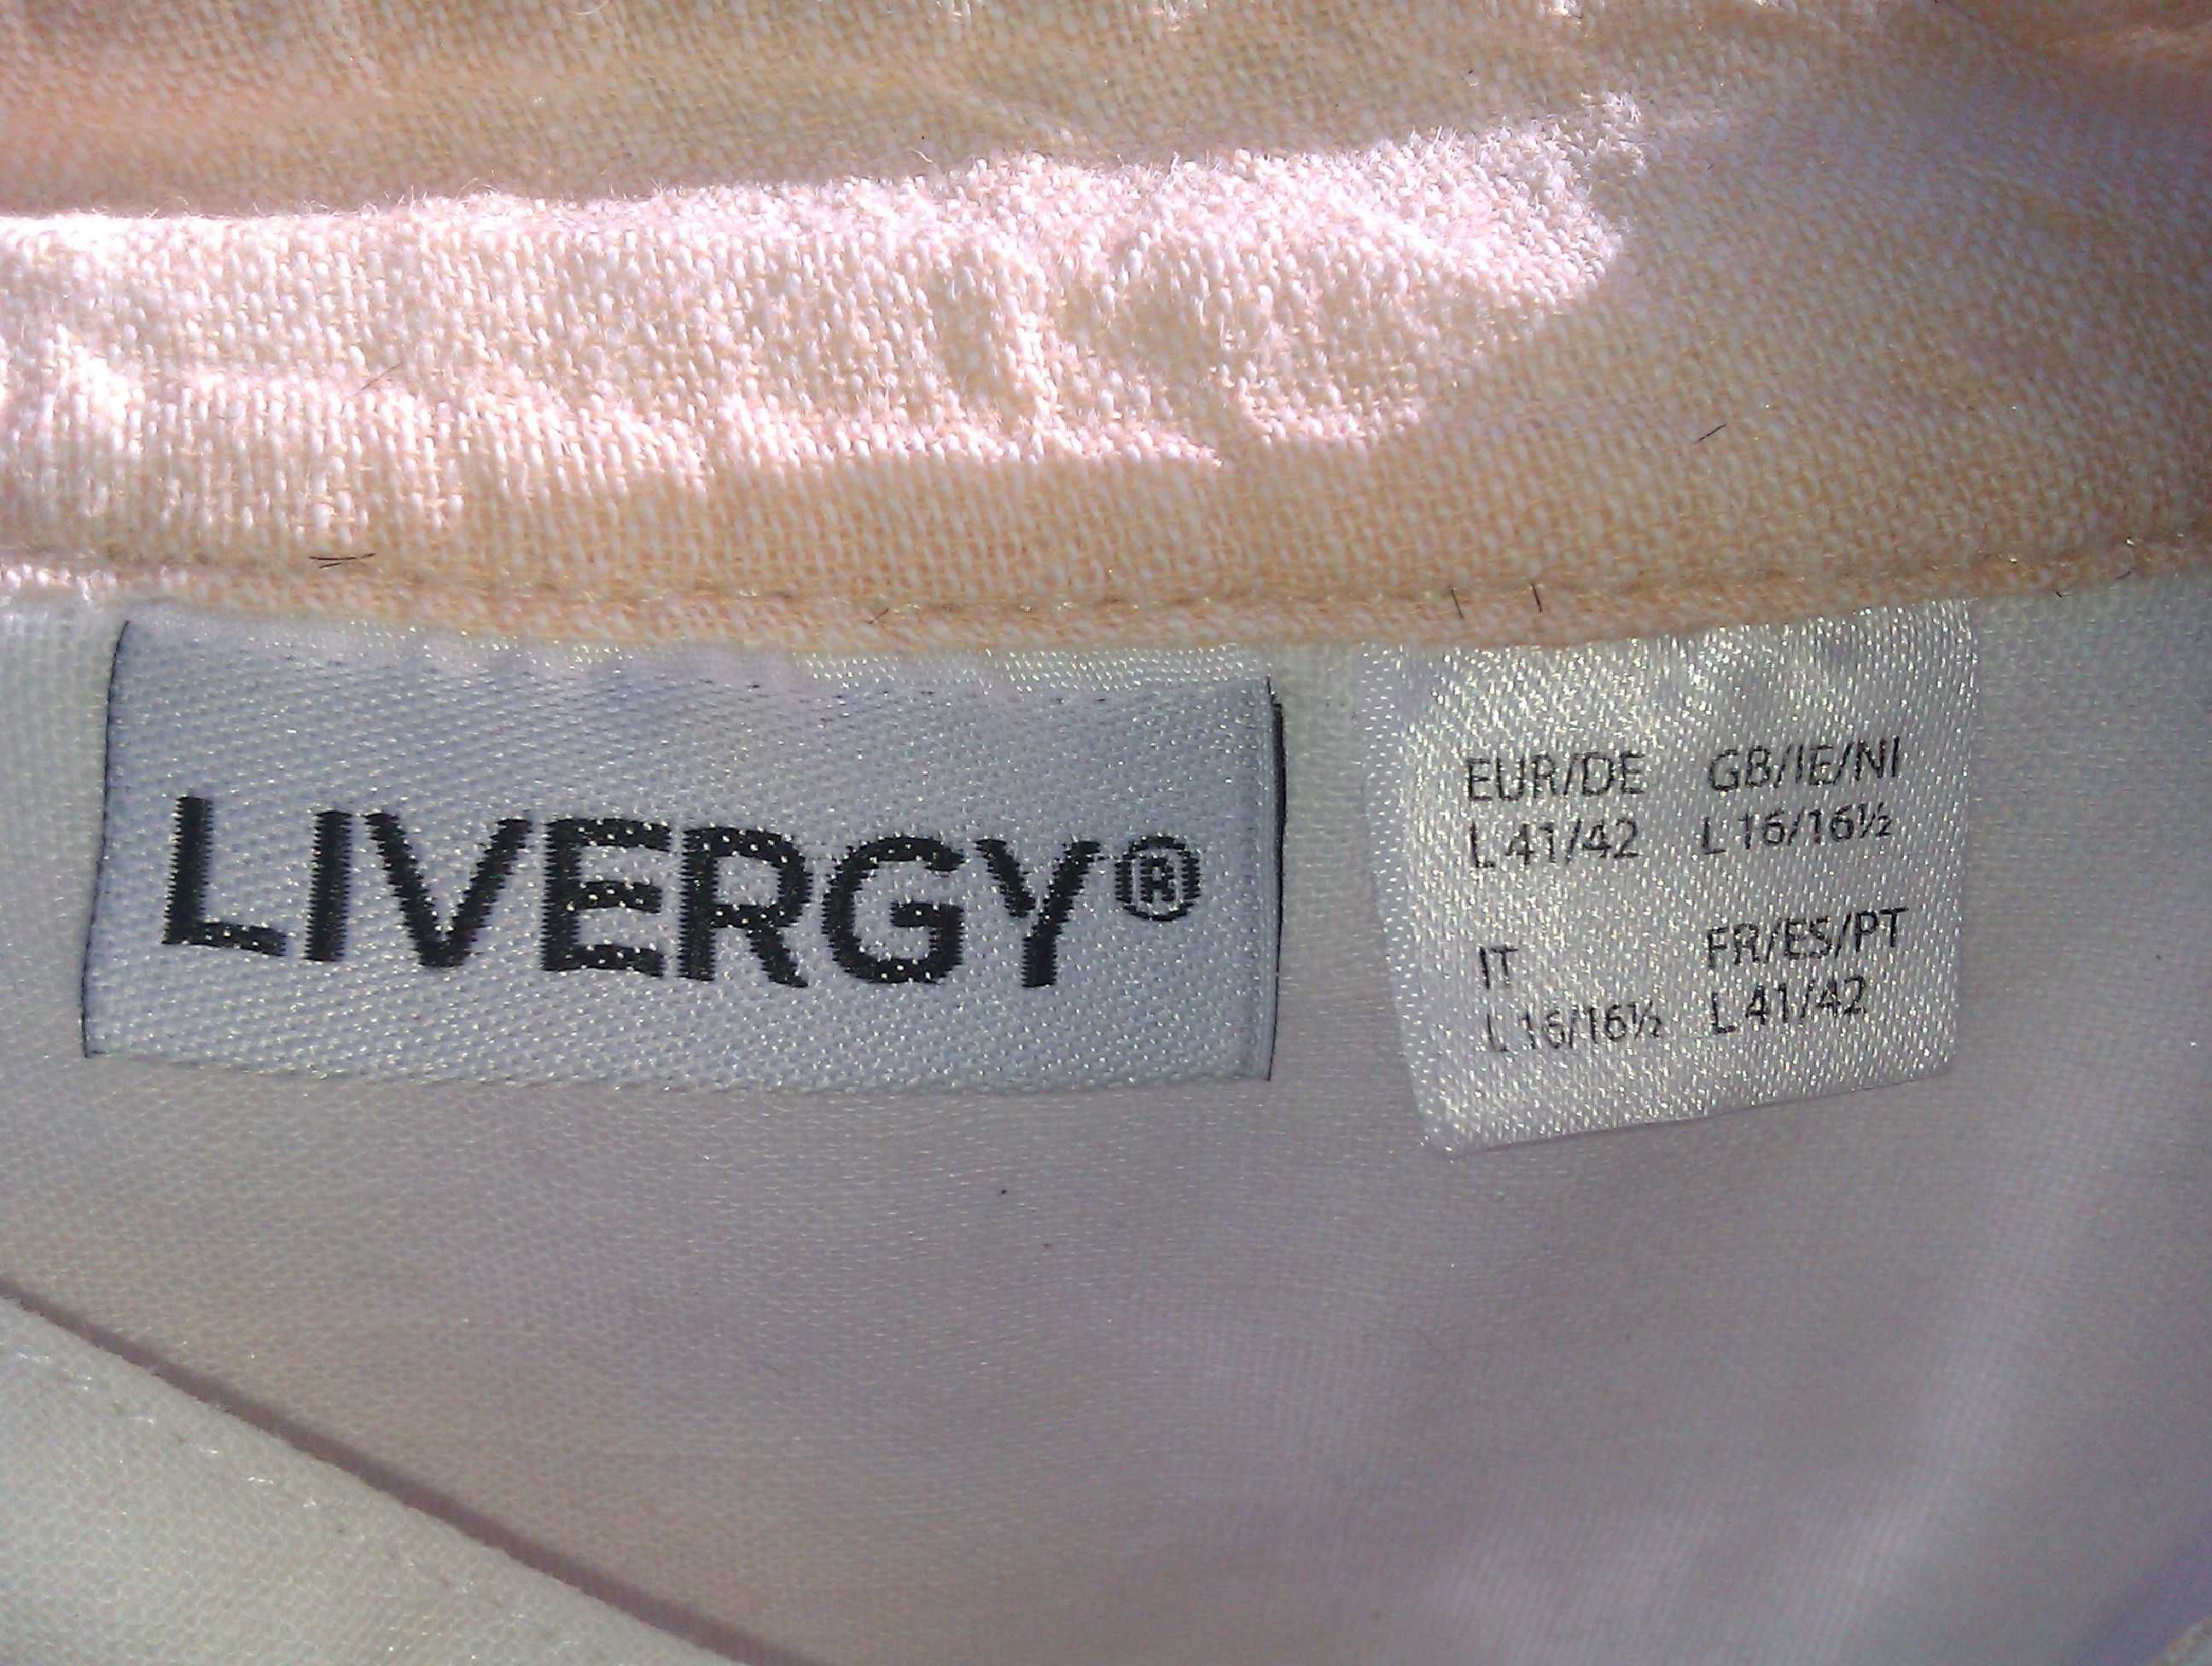 LIVERGY®
EUR/DE GB/IE/NI
L 41/42 L 16/16½
IT FR/ES/PT
L 16/16½ L 41/42